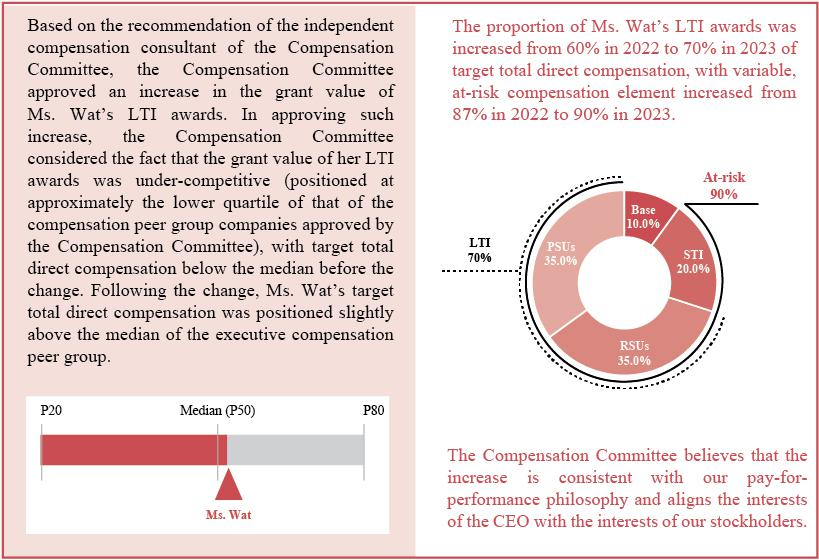 Based on the recommendation of the independent
compensation consultant of the Compensation
Committee, the Compensation Committee
approved an increase in the grant value of
Ms. Wat’s LTI awards. In approving such
increase, the Compensation Committee
considered the fact that the grant value of her LTI
awards was under-competitive (positioned at
approximately the lower quartile of that of the
compensation peer group companies approved by
the Compensation Committee), with target total
direct compensation below the median before the
change. Following the change, Ms. Wat’s target
total direct compensation was positioned slightly
above the median of the executive compensation
peer group.
P20
Median (P50)
P80
Ms. Wat
The proportion of Ms. Wat’s LTI awards was
increased from 60% in 2022 to 70% in 2023 of
target total direct compensation, with variable,
at-risk compensation element increased from
87% in 2022 to 90% in 2023.
At-risk
90%
Base
10.0%
STI
20.0%
LTI
70%
PSUs
35.0%
RSUs
35.0%
The Compensation Committee believes that the
increase is consistent with our pay-for-
performance philosophy and aligns the interests
of the CEO with the interests of our stockholders.